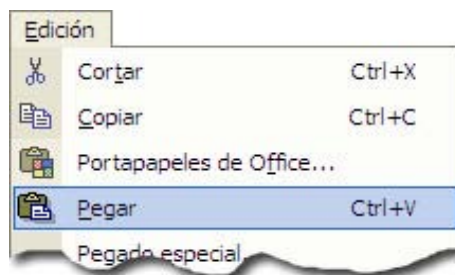 Edición
Cortar Ctrl+X
Copiar Ctrl+C
Portapapeles de Office...
Pegar Ctrl+V
Pegado especial